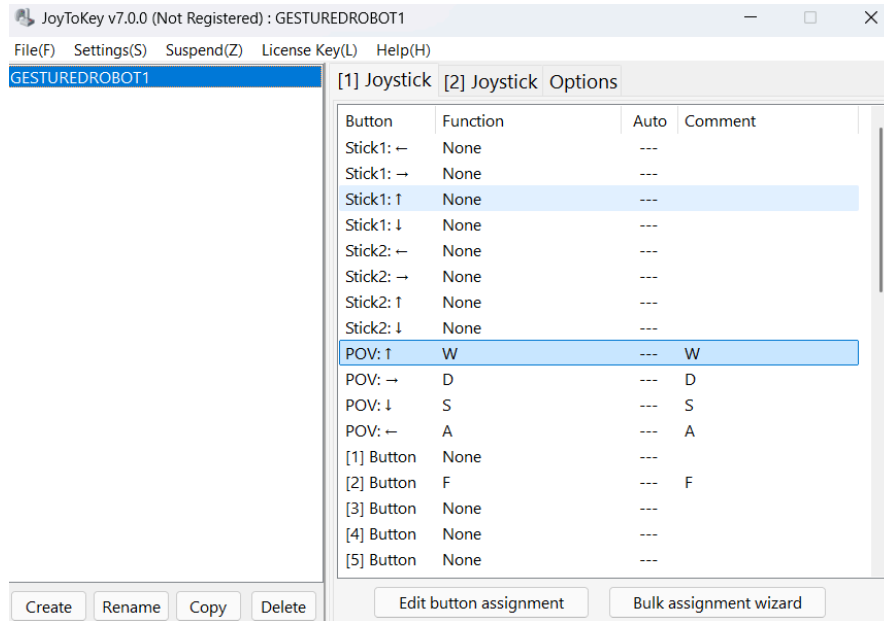 JoyToKey v7.0.0 (Not Registered) : GESTUREDROBOT1
File(F) Settings(S) Suspend(Z) License Key(L) Help(H)
GESTUREDROBOT1
[1] Joystick [2] Joystick Options
Button Function Auto Comment
Stick1: ← None ---
Stick1: → None ---
Stick1: ↑ None ---
Stick1: ↓ None ---
Stick2: ← None ---
Stick2: → None ---
Stick2: ↑ None ---
Stick2: ↓ None ---
POV: ↑ W --- W
POV: → D --- D
POV: ↓ S --- S
POV: ← A --- A
[1] Button None ---
[2] Button F --- F
[3] Button None ---
[4] Button None ---
[5] Button None ---
Create Rename Copy Delete Edit button assignment Bulk assignment wizard